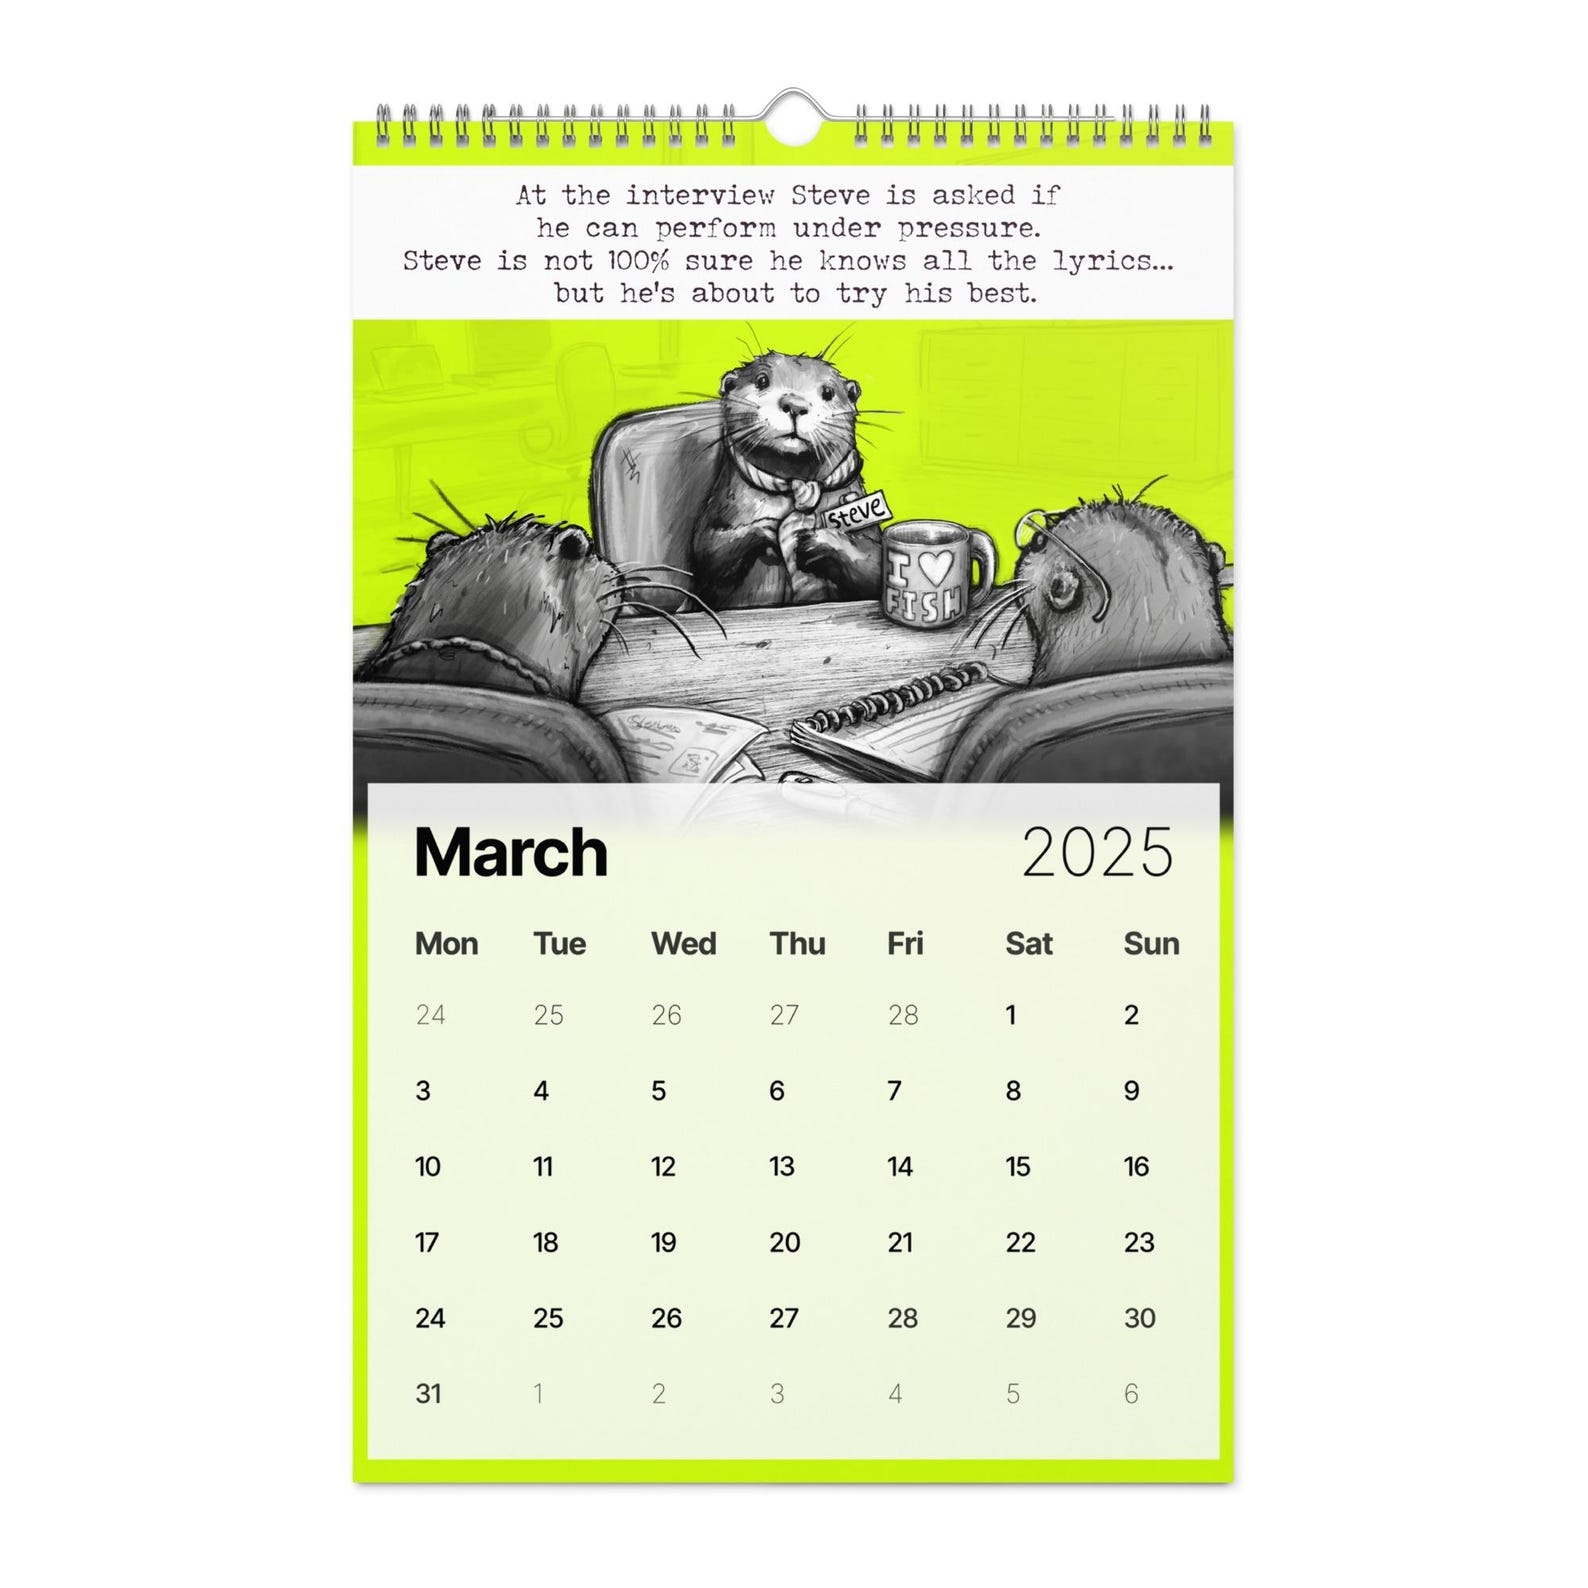 At the interview Steve is asked if
he can perform under pressure.
Steve is not 100% sure he knows all the lyrics...
but he's about to try his best.
steve
I ♥
FISH
March 2025
Mon Tue Wed Thu Fri Sat Sun
24 25 26 27 28 1 2
3 4 5 6 7 8 9
10 11 12 13 14 15 16
17 18 19 20 21 22 23
24 25 26 27 28 29 30
31 1 2 3 4 5 6